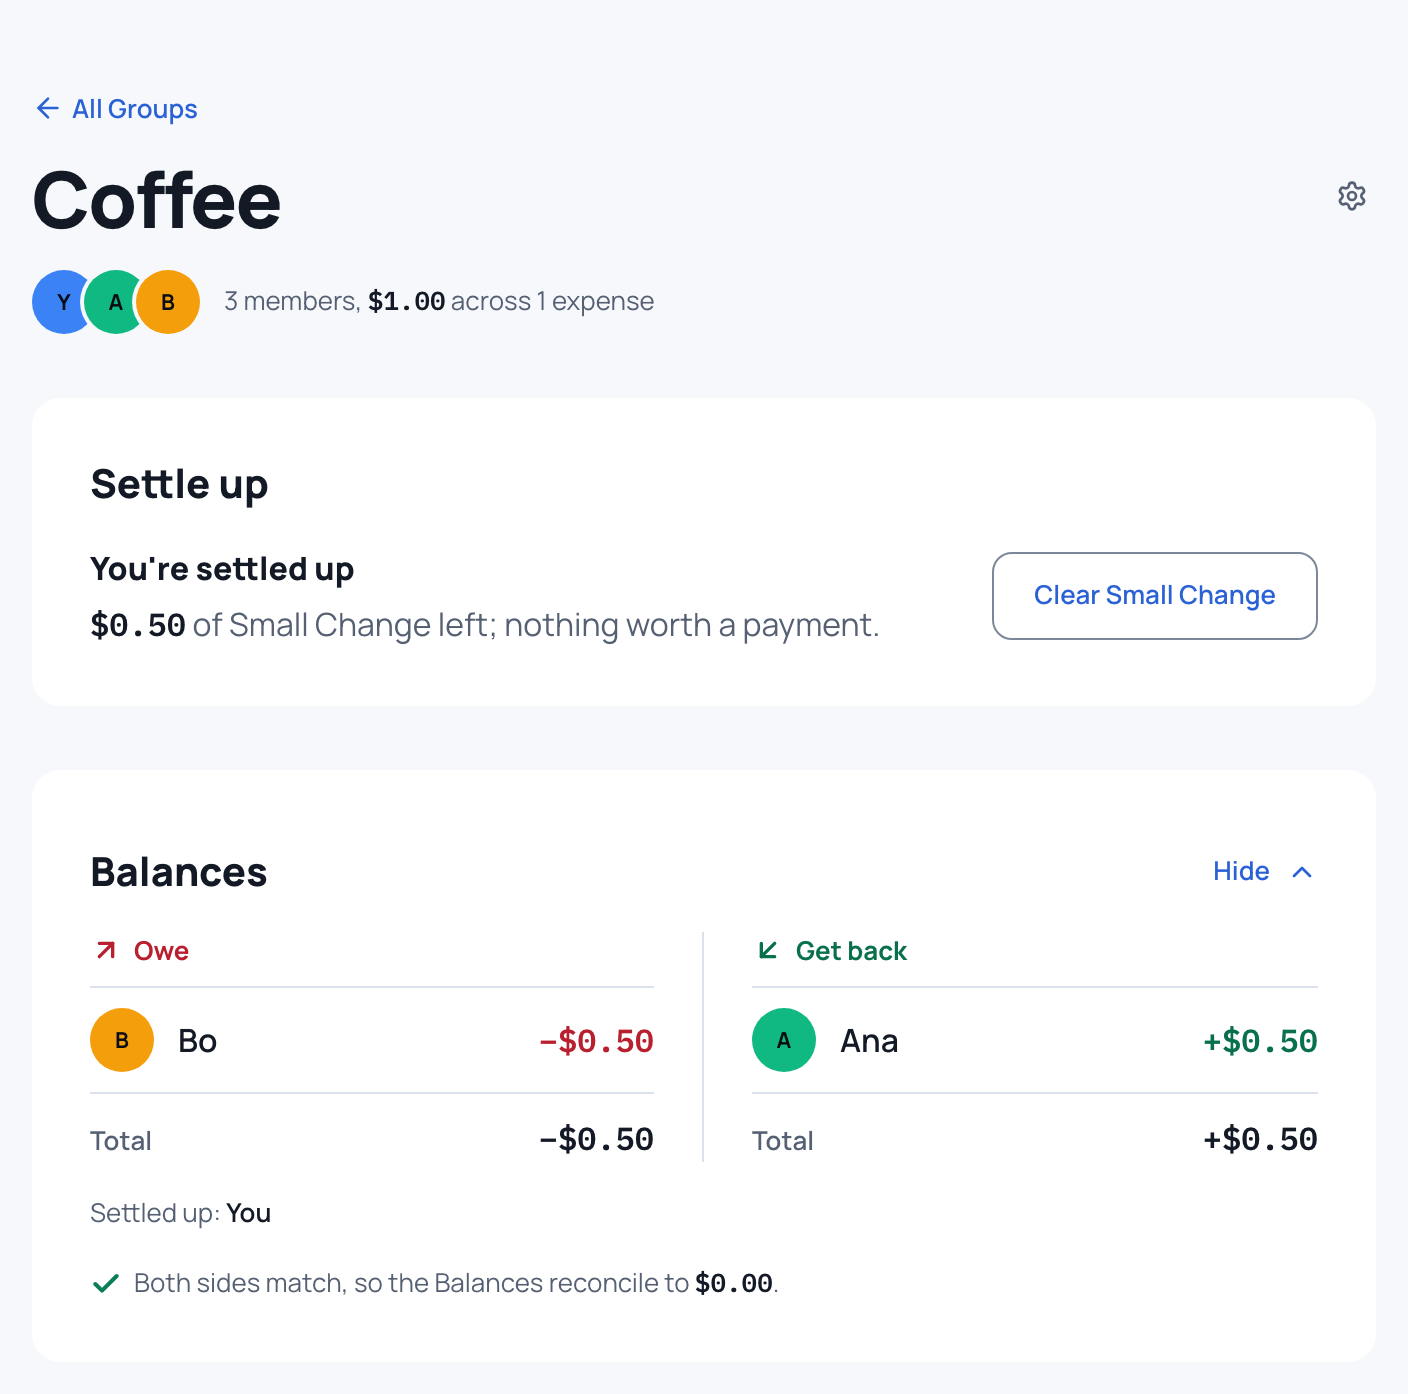 All Groups
Coffee
Y A B 3 members, $1.00 across 1 expense
Settle up
You're settled up
$0.50 of Small Change left; nothing worth a payment.
Clear Small Change
Balances
Hide
Owe
B Bo −$0.50
Total −$0.50
Get back
A Ana +$0.50
Total +$0.50
Settled up: You
Both sides match, so the Balances reconcile to $0.00.